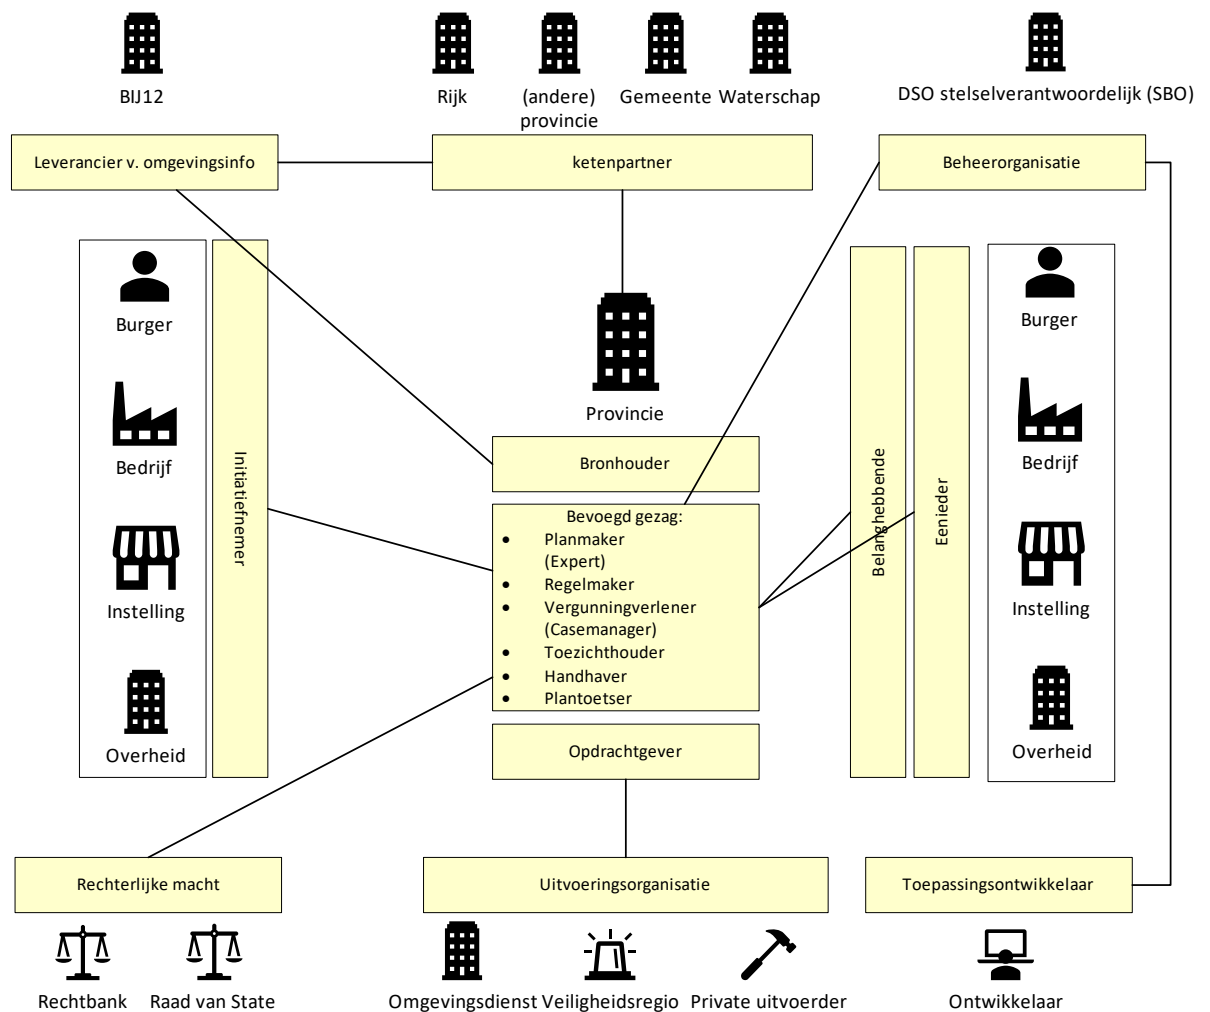 BIJ12
Rijk
(andere)
provincie
Gemeente
Waterschap
DSO stelselverantwoordelijk (SBO)
Leverancier v. omgevingsinfo
ketenpartner
Beheerorganisatie
Burger
Bedrijf
Instelling
Overheid
Initiatiefnemer
Provincie
Bronhouder
Bevoegd gezag:
• Planmaker
(Expert)
• Regelmaker
• Vergunningverlener
(Casemanager)
• Toezichthouder
• Handhaver
• Plantoetser
Opdrachtgever
Belanghebbende
Eenieder
Burger
Bedrijf
Instelling
Overheid
Rechterlijke macht
Uitvoeringsorganisatie
Toepassingsontwikkelaar
Rechtbank
Raad van State
Omgevingsdienst
Veiligheidsregio
Private uitvoerder
Ontwikkelaar